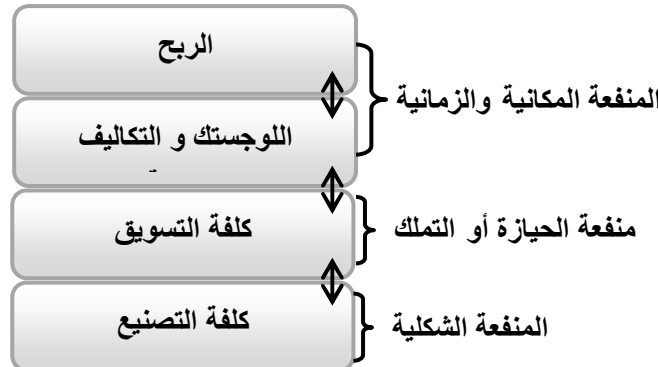 الربح
المنفعة المكانية والزمانية
اللوجستك و التكاليف
كلفة التسويق
منفعة الحيازة أو التملك
كلفة التصنيع
المنفعة الشكلية